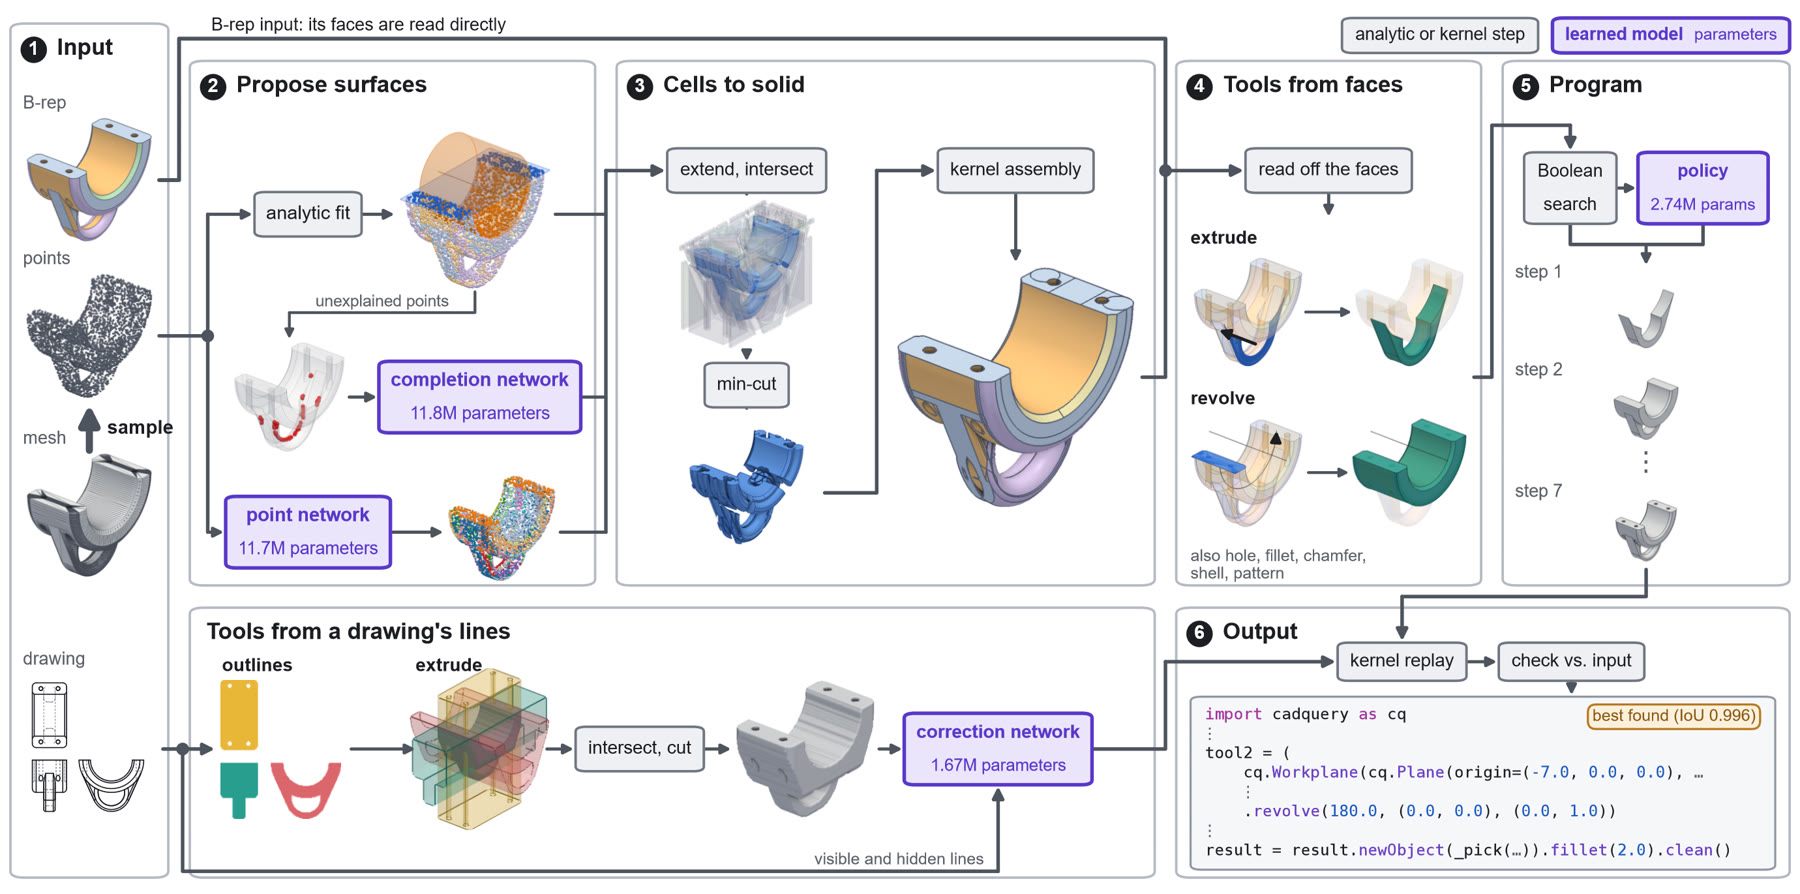 B-rep input: its faces are read directly
analytic or kernel step
learned model parameters
1 Input
B-rep
points
sample
mesh
drawing
2 Propose surfaces
analytic fit
unexplained points
completion network
11.8M parameters
point network
11.7M parameters
3 Cells to solid
extend, intersect
min-cut
kernel assembly
4 Tools from faces
read off the faces
extrude
revolve
also hole, fillet, chamfer,
shell, pattern
5 Program
Boolean
search
policy
2.74M params
step 1
step 2
⋮
step 7
Tools from a drawing's lines
outlines
extrude
intersect, cut
correction network
1.67M parameters
visible and hidden lines
6 Output
kernel replay
check vs. input
best found (IoU 0.996)
import cadquery as cq
⋮
tool2 = (
cq.Workplane(cq.Plane(origin=(-7.0, 0.0, 0.0), …
⋮
.revolve(180.0, (0.0, 0.0), (0.0, 1.0))
⋮
result = result.newObject(_pick(…)).fillet(2.0).clean()